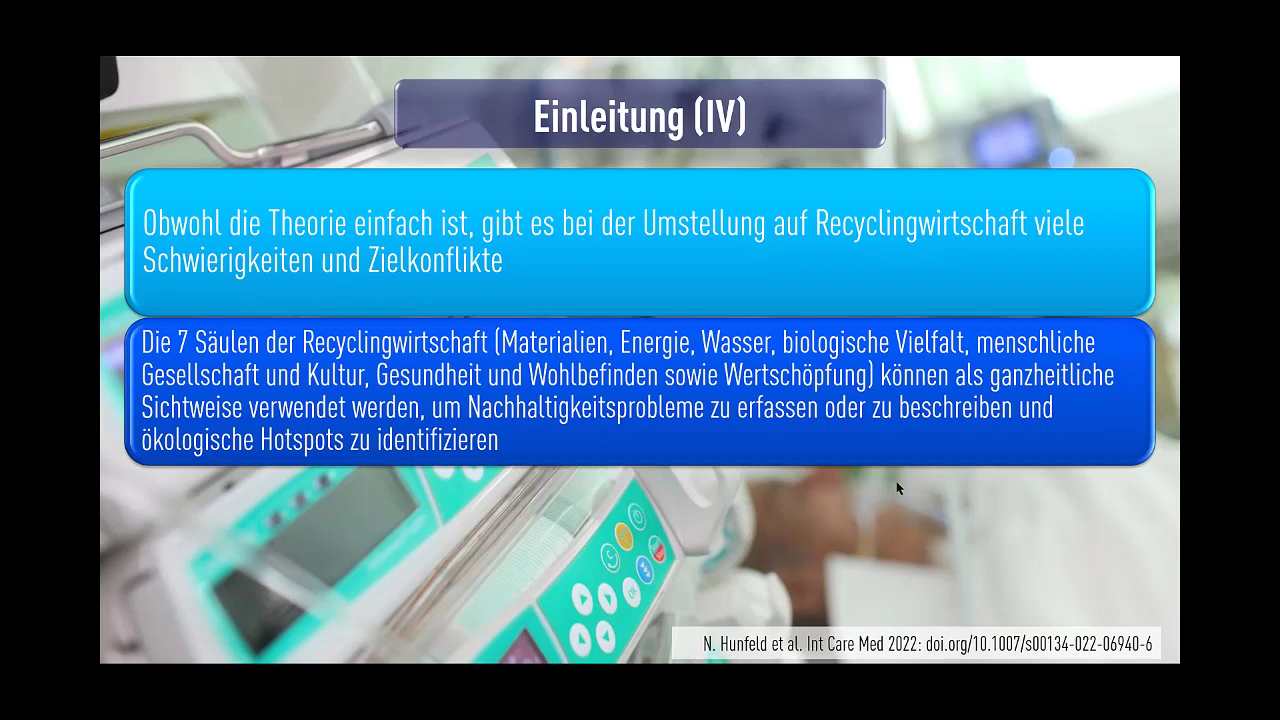 Einleitung (IV)
Obwohl die Theorie einfach ist, gibt es bei der Umstellung auf Recyclingwirtschaft viele
Schwierigkeiten und Zielkonflikte
Die 7 Säulen der Recyclingwirtschaft (Materialien, Energie, Wasser, biologische Vielfalt, menschliche
Gesellschaft und Kultur, Gesundheit und Wohlbefinden sowie Wertschöpfung) können als ganzheitliche
Sichtweise verwendet werden, um Nachhaltigkeitsprobleme zu erfassen oder zu beschreiben und
ökologische Hotspots zu identifizieren
OK
N. Hunfeld et al. Int Care Med 2022: doi.org/10.1007/s00134-022-06940-6